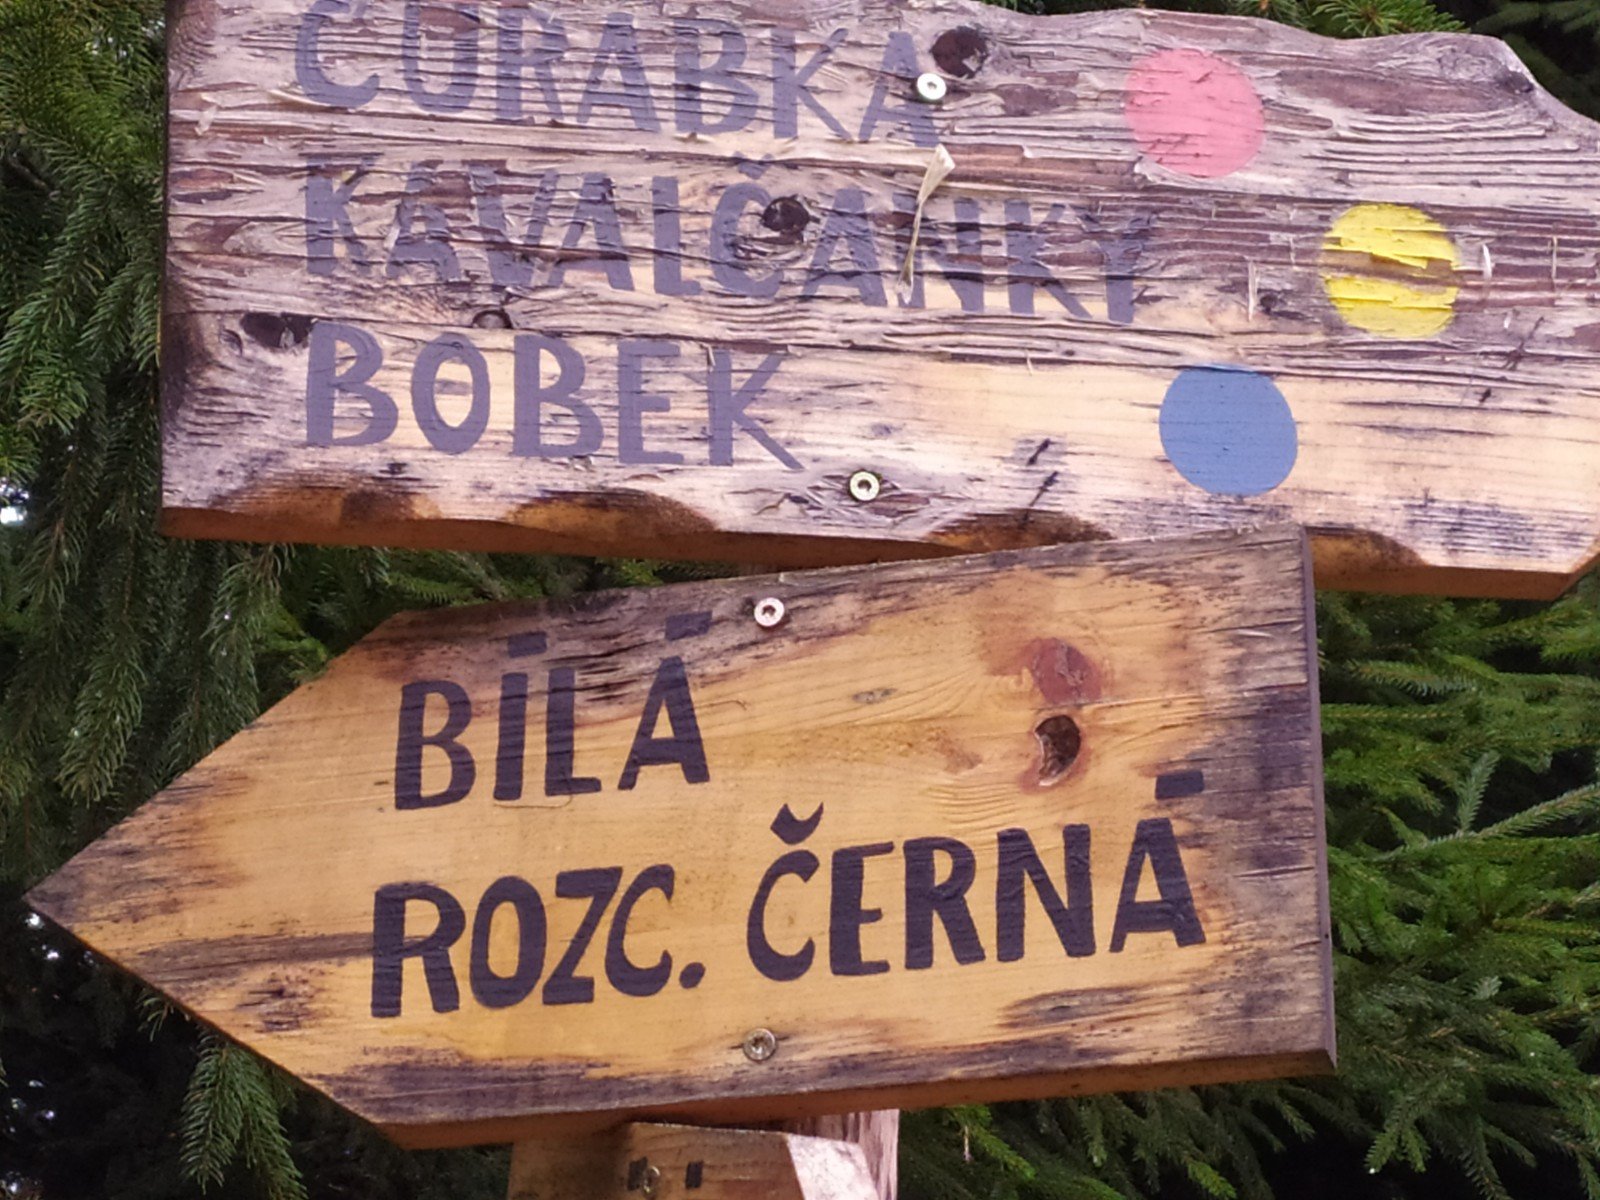 ČURABKA
KAVALČANKY
BOBEK
BÍLÁ
ROZC. ČERNÁ